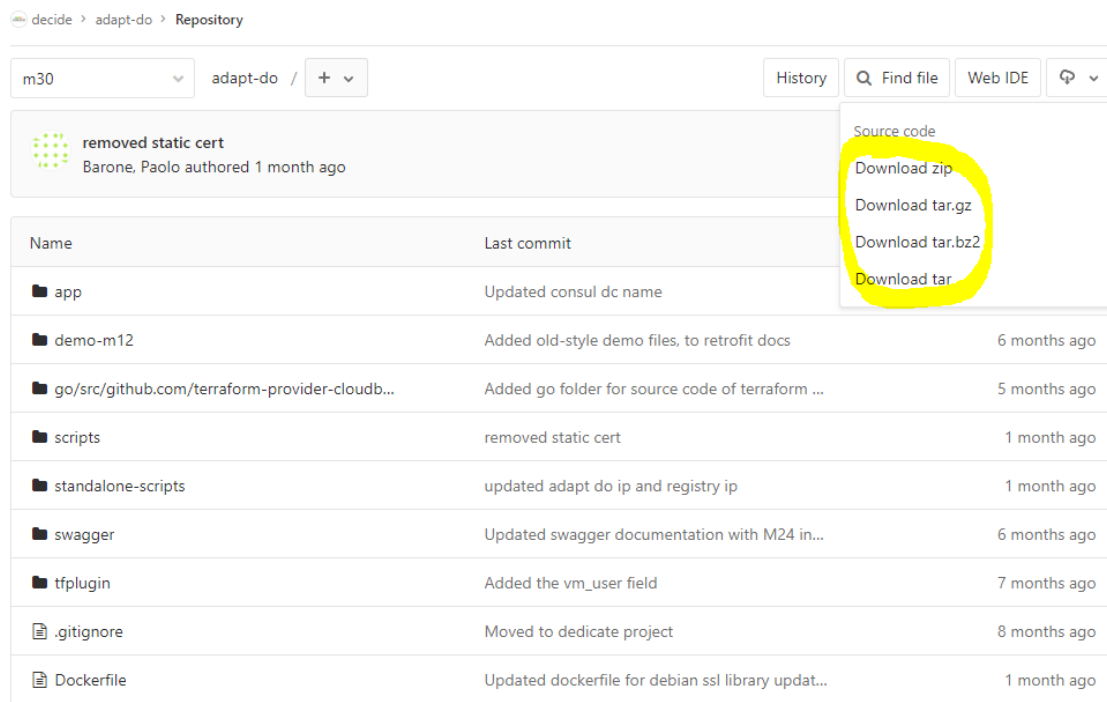 decide > adapt-do > Repository
m30 adapt-do / + History Find file Web IDE
Source code
removed static cert
Barone, Paolo authored 1 month ago
Download zip
Download tar.gz
Download tar.bz2
Download tar
Name Last commit
app Updated consul dc name
demo-m12 Added old-style demo files, to retrofit docs 6 months ago
go/src/github.com/terraform-provider-cloudb... Added go folder for source code of terraform ... 5 months ago
scripts removed static cert 1 month ago
standalone-scripts updated adapt do ip and registry ip 1 month ago
swagger Updated swagger documentation with M24 in... 6 months ago
tfplugin Added the vm_user field 7 months ago
.gitignore Moved to dedicate project 8 months ago
Dockerfile Updated dockerfile for debian ssl library updat... 1 month ago